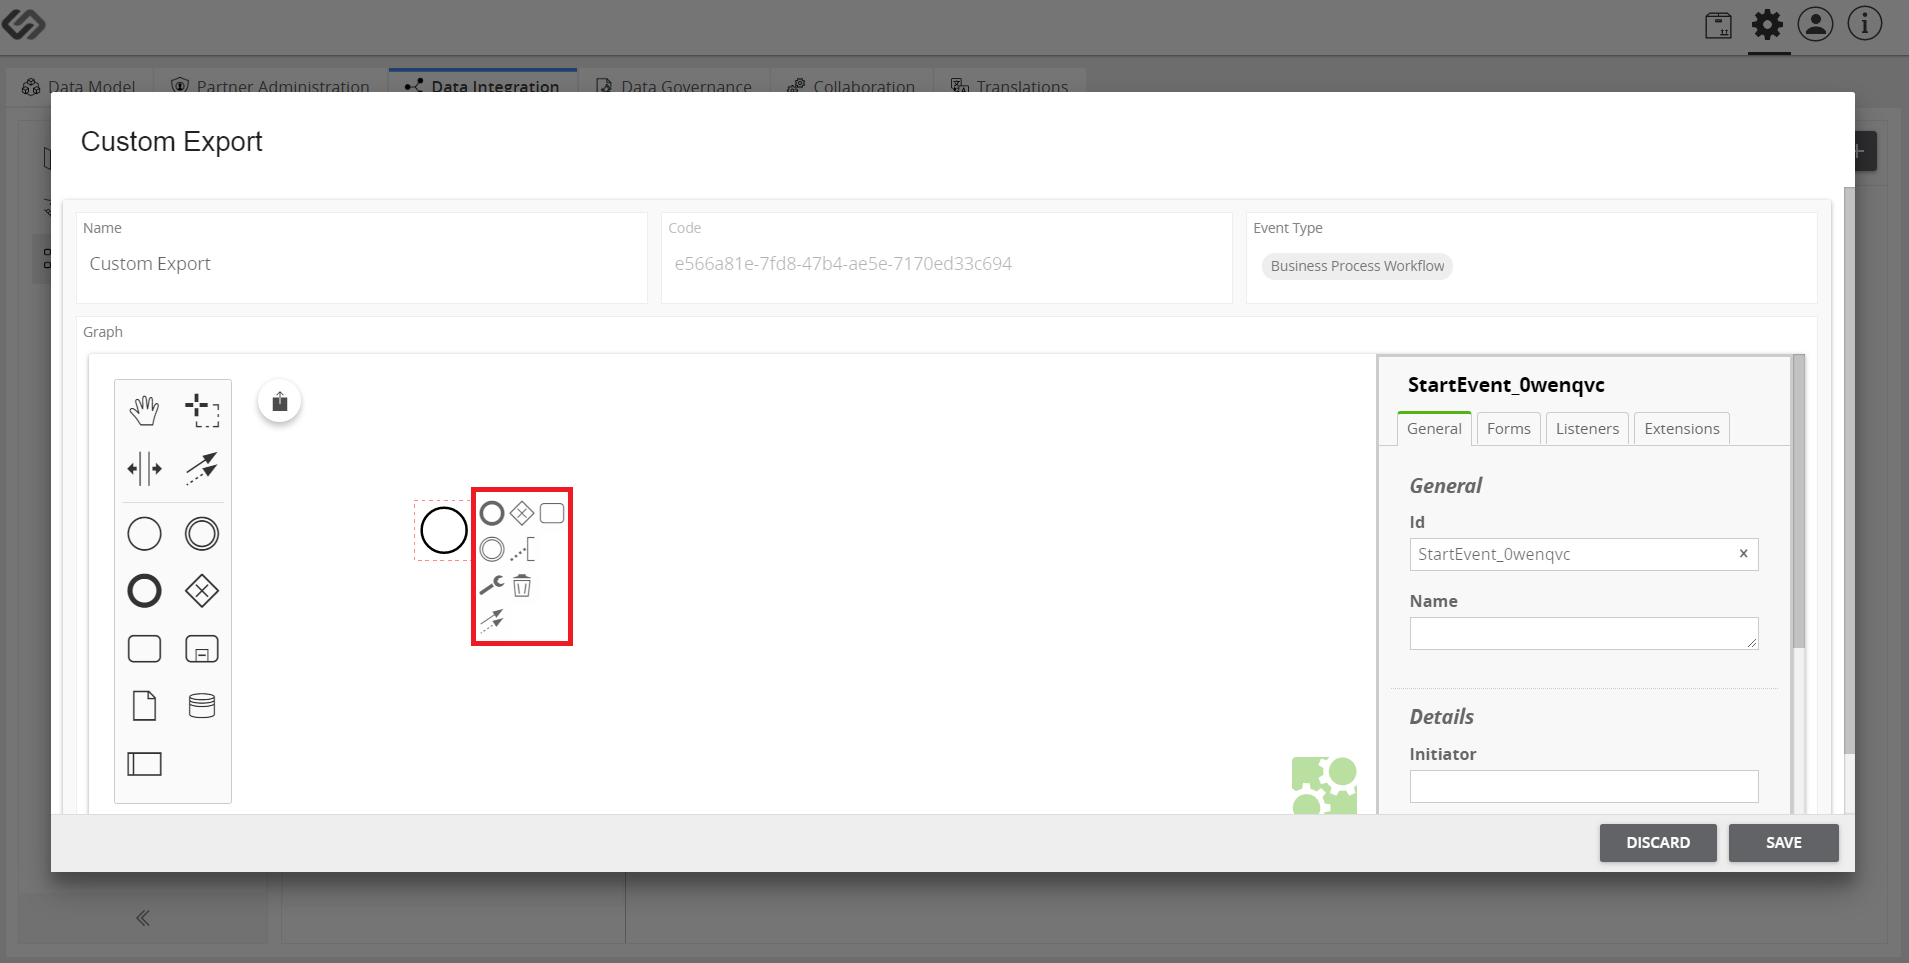 Data Model
Partner Administration
Data Integration
Data Governance
Collaboration
Translations
Custom Export
Name
Custom Export
Code
e566a81e-7fd8-47b4-ae5e-7170ed33c694
Event Type
Business Process Workflow
Graph
StartEvent_0wenqvc
General
Forms
Listeners
Extensions
General
Id
StartEvent_0wenqvc
Name
Details
Initiator
DISCARD
SAVE